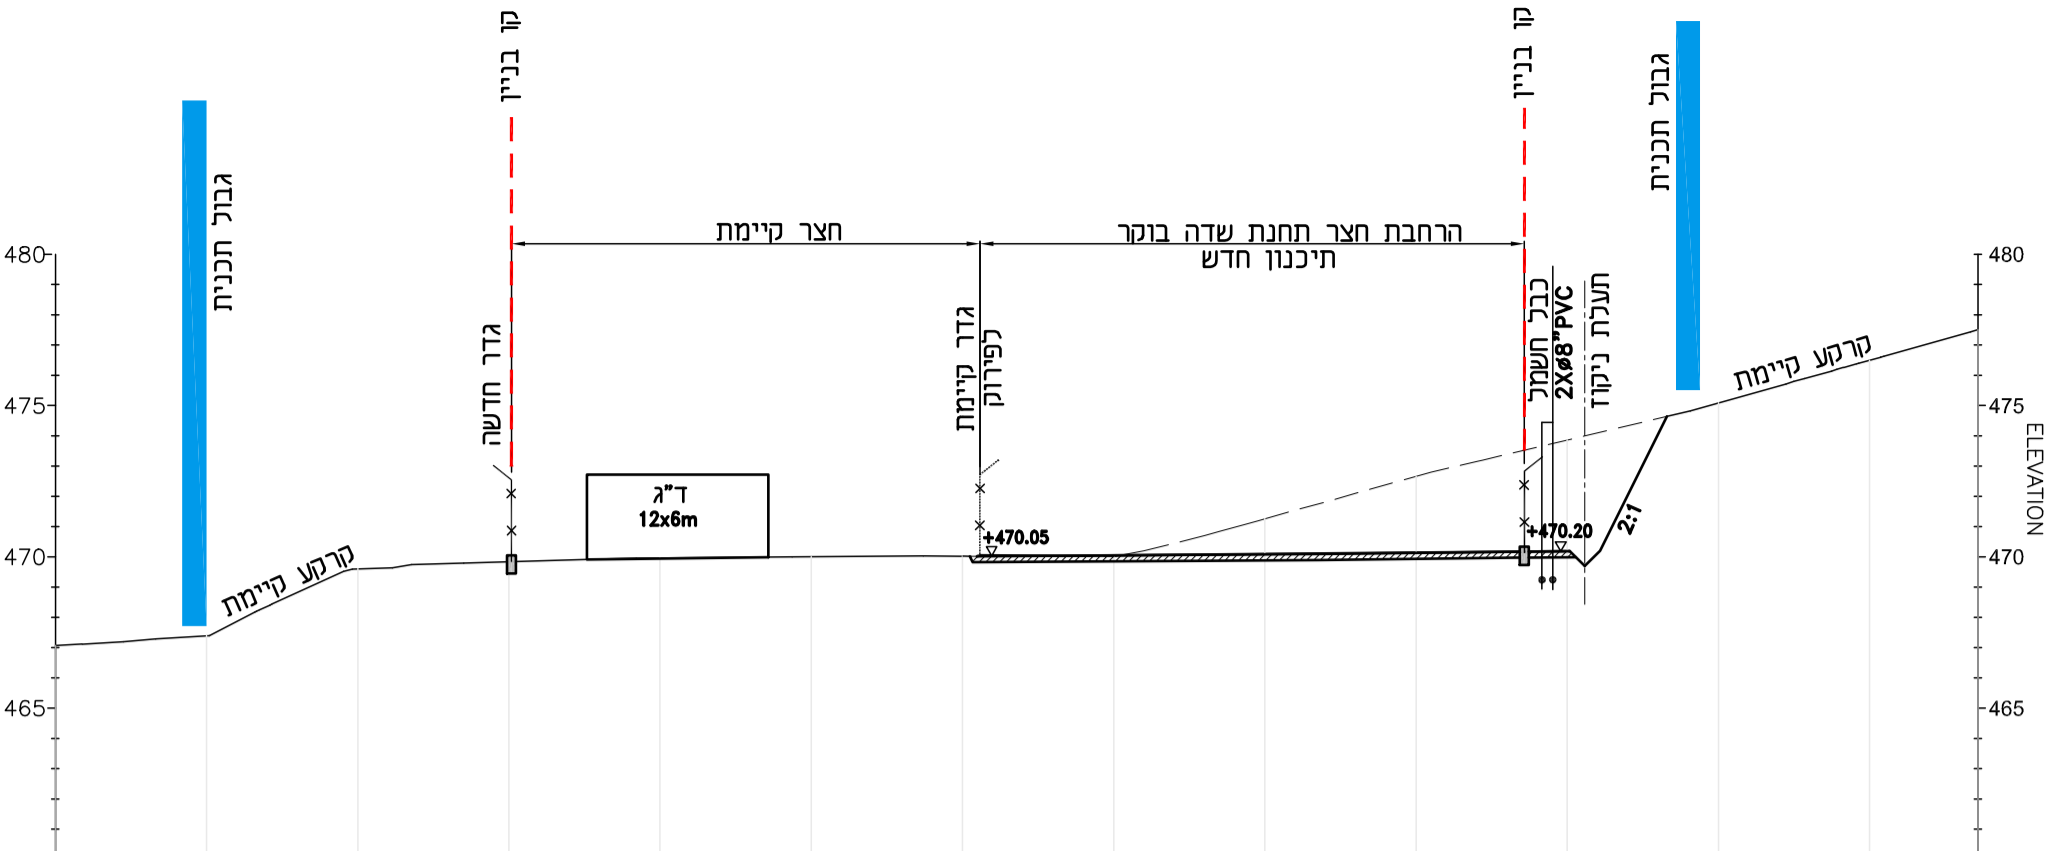 קו בניין
קו בניין
גבול תכנית
גבול תכנית
חצר קיימת
הרחבת חצר תחנת שדה בוקר
תיכנון חדש
480
480
גדר חדשה
גדר קיימת
לפירוק
כבל חשמל
2Xø8"PVC
תעלת ניקוז
קרקע קיימת
475
475
ELEVATION
ד"ג
12x6m
+470.05
+470.20
2:1
470
470
קרקע קיימת
465
465